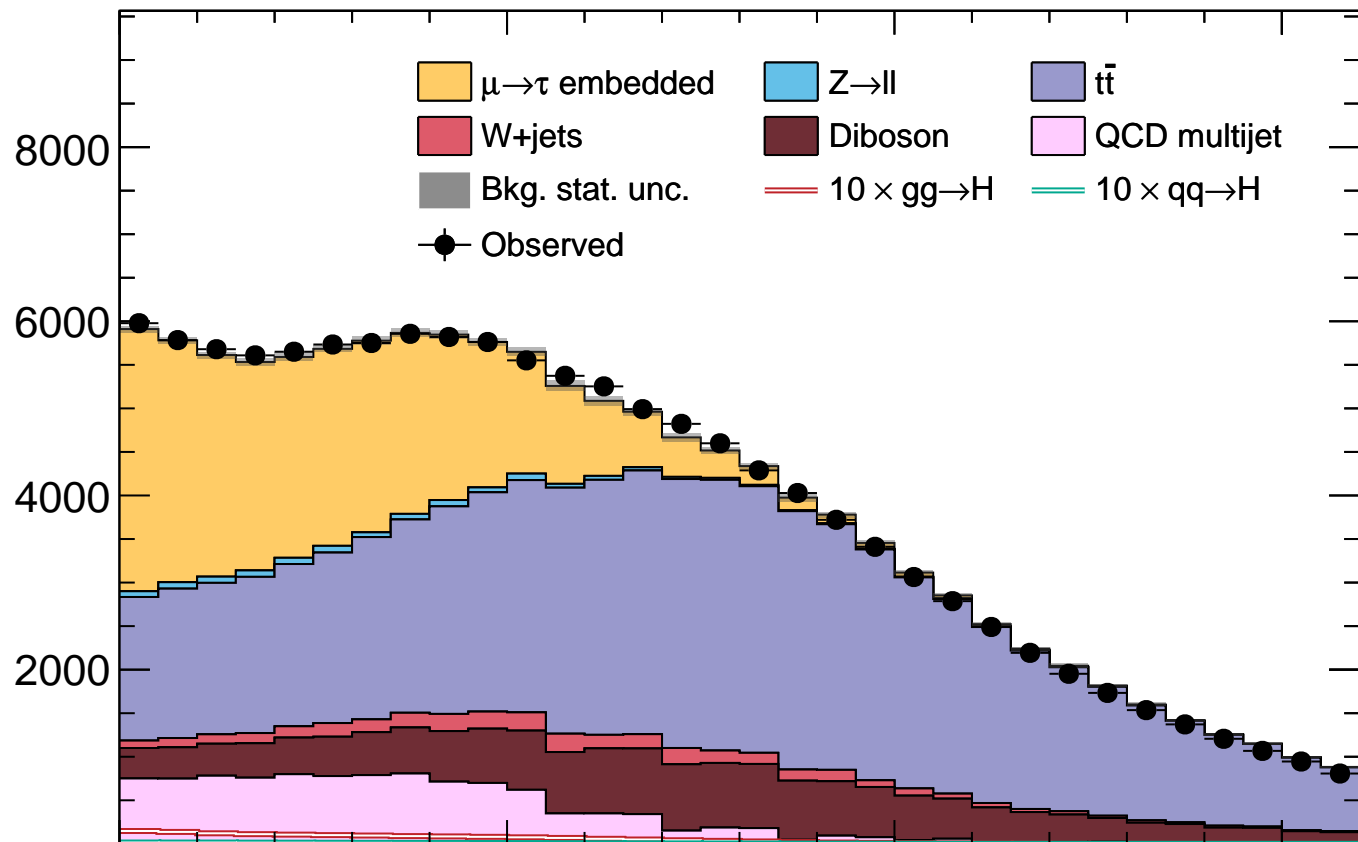 μ→τ embedded Z→ll tt̄
W+jets Diboson QCD multijet
Bkg. stat. unc. 10 × gg→H 10 × qq→H
Observed
8000
6000
4000
2000